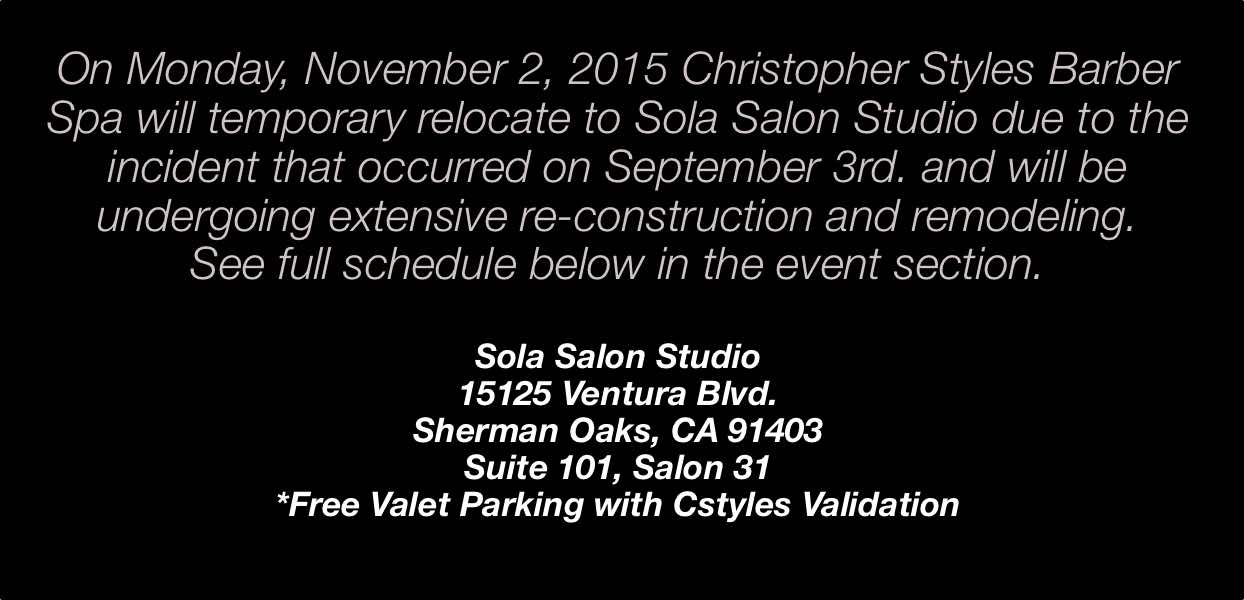 On Monday, November 2, 2015 Christopher Styles Barber
Spa will temporary relocate to Sola Salon Studio due to the
incident that occurred on September 3rd. and will be
undergoing extensive re-construction and remodeling.
See full schedule below in the event section.
Sola Salon Studio
15125 Ventura Blvd.
Sherman Oaks, CA 91403
Suite 101, Salon 31
*Free Valet Parking with Cstyles Validation